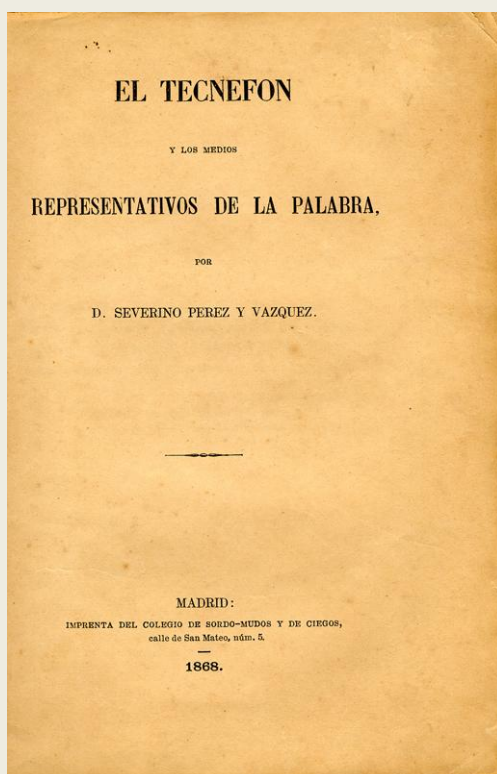 EL TECNEFON
Y LOS MEDIOS
REPRESENTATIVOS DE LA PALABRA,
POR
D. SEVERINO PEREZ Y VAZQUEZ.
MADRID:
IMPRENTA DEL COLEGIO DE SORDO-MUDOS Y DE CIEGOS,
calle de San Mateo, núm. 5.
1868.